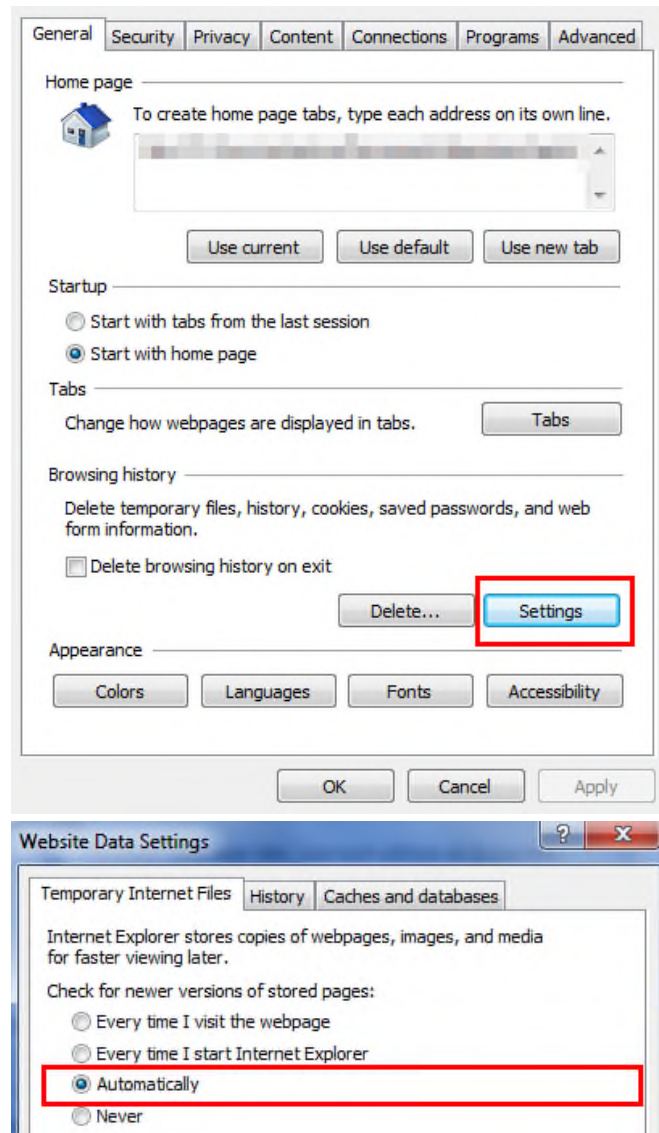 General Security Privacy Content Connections Programs Advanced
Home page
To create home page tabs, type each address on its own line.
Use current Use default Use new tab
Startup
Start with tabs from the last session
Start with home page
Tabs
Change how webpages are displayed in tabs. Tabs
Browsing history
Delete temporary files, history, cookies, saved passwords, and web
form information.
Delete browsing history on exit
Delete... Settings
Appearance
Colors Languages Fonts Accessibility
OK Cancel Apply
Website Data Settings ? X
Temporary Internet Files History Caches and databases
Internet Explorer stores copies of webpages, images, and media
for faster viewing later.
Check for newer versions of stored pages:
Every time I visit the webpage
Every time I start Internet Explorer
Automatically
Never